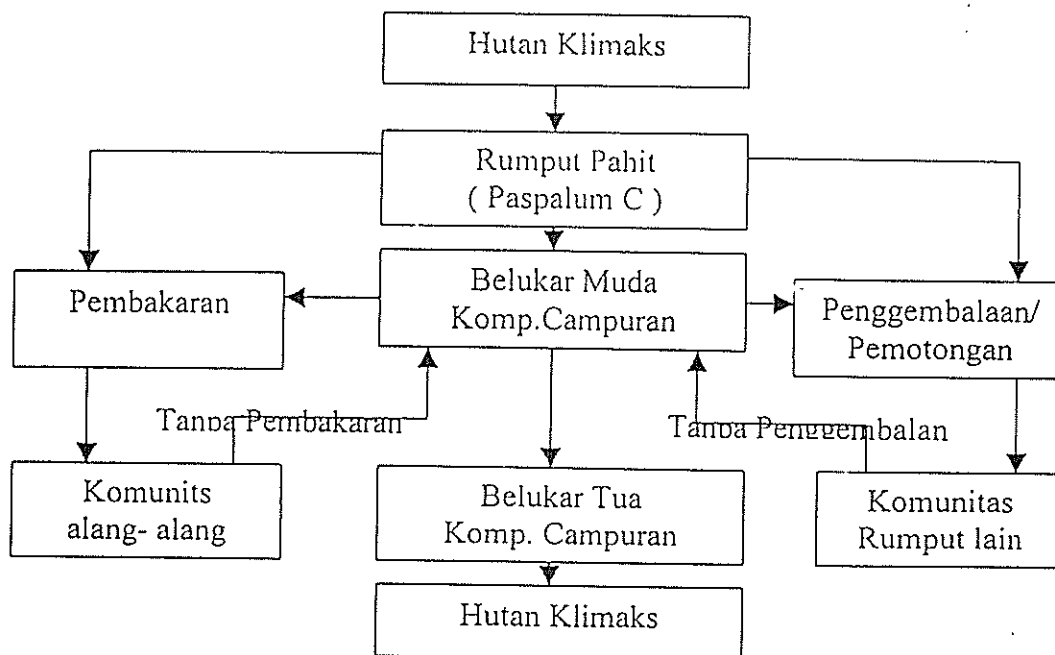 Hutan Klimaks
Rumput Pahit
( Paspalum C )
Pembakaran
Belukar Muda
Komp.Campuran
Penggembalaan/
Pemotongan
Tanpa Pembakaran
Tanpa Penggembalan
Komunits
alang- alang
Belukar Tua
Komp. Campuran
Komunitas
Rumput lain
Hutan Klimaks